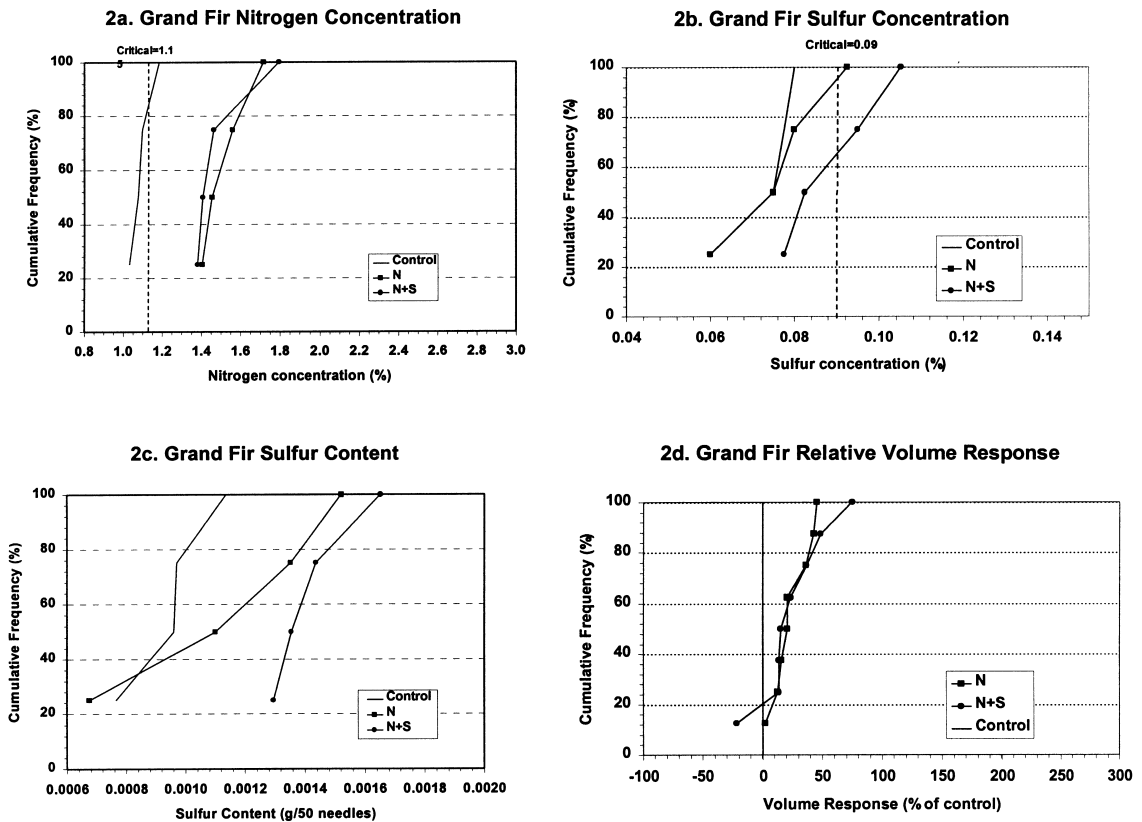 2a. Grand Fir Nitrogen Concentration
Critical=1.1
5
Cumulative Frequency (%)
100
80
60
40
20
0
Control
N
N+S
0.8 1.0 1.2 1.4 1.6 1.8 2.0 2.2 2.4 2.6 2.8 3.0
Nitrogen concentration (%)
2b. Grand Fir Sulfur Concentration
Critical=0.09
Cumulative Frequency (%)
100
80
60
40
20
0
Control
N
N+S
0.04 0.06 0.08 0.10 0.12 0.14
Sulfur concentration (%)
2c. Grand Fir Sulfur Content
Cumulative Frequency (%)
100
80
60
40
20
0
Control
N
N+S
0.0006 0.0008 0.0010 0.0012 0.0014 0.0016 0.0018 0.0020
Sulfur Content (g/50 needles)
2d. Grand Fir Relative Volume Response
Cumulative Frequency (%)
100
80
60
40
20
0
N
N+S
Control
-100 -50 0 50 100 150 200 250 300
Volume Response (% of control)